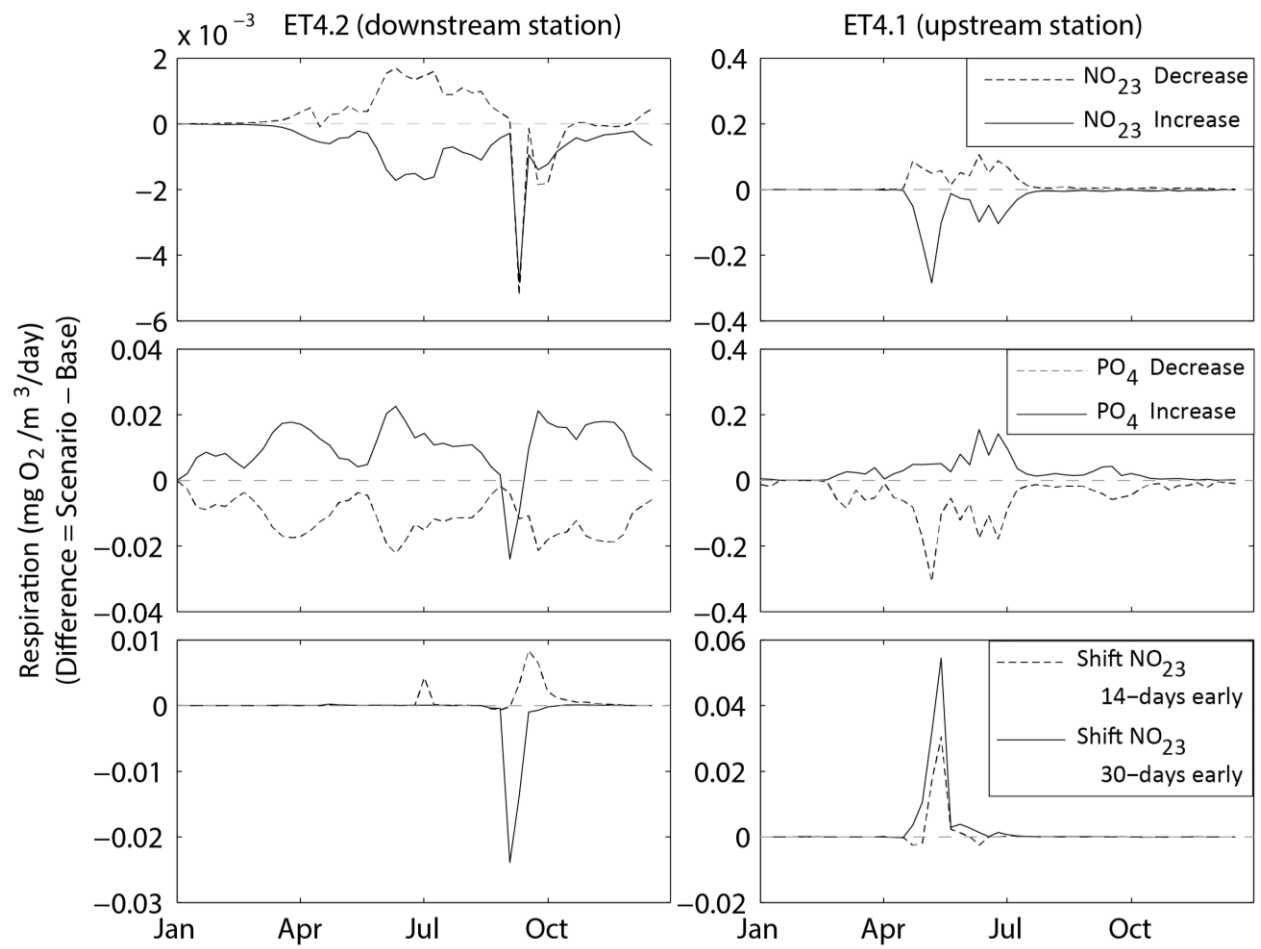 x 10⁻³ ET4.2 (downstream station)
ET4.1 (upstream station)
2
0
−2
−4
−6
0.4
0.2
0
−0.2
−0.4
NO₂₃ Decrease
NO₂₃ Increase
Respiration (mg O₂ /m ³/day)
(Difference = Scenario − Base)
0.04
0.02
0
−0.02
−0.04
0.4
0.2
0
−0.2
−0.4
PO₄ Decrease
PO₄ Increase
0.01
0
−0.01
−0.02
−0.03
Jan Apr Jul Oct
0.06
0.04
0.02
0
−0.02
Shift NO₂₃
14−days early
Shift NO₂₃
30−days early
Jan Apr Jul Oct